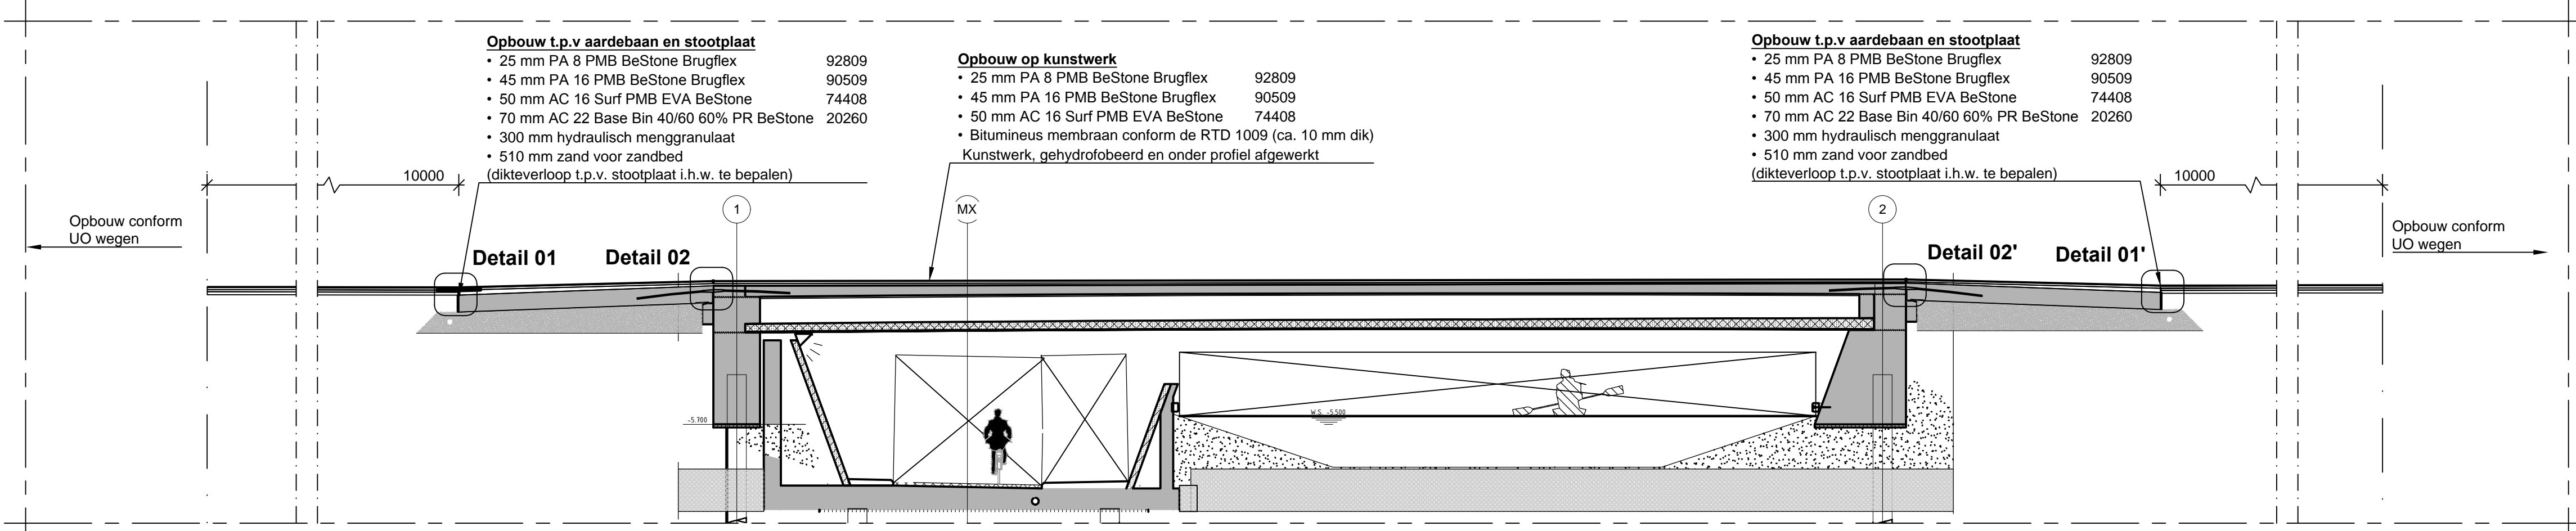 Opbouw t.p.v aardebaan en stootplaat
• 25 mm PA 8 PMB BeStone Brugflex 92809
• 45 mm PA 16 PMB BeStone Brugflex 90509
• 50 mm AC 16 Surf PMB EVA BeStone 74408
• 70 mm AC 22 Base Bin 40/60 60% PR BeStone 20260
• 300 mm hydraulisch menggranulaat
• 510 mm zand voor zandbed
(dikteverloop t.p.v. stootplaat i.h.w. te bepalen)
Opbouw op kunstwerk
• 25 mm PA 8 PMB BeStone Brugflex 92809
• 45 mm PA 16 PMB BeStone Brugflex 90509
• 50 mm AC 16 Surf PMB EVA BeStone 74408
• Bitumineus membraan conform de RTD 1009 (ca. 10 mm dik)
Kunstwerk, gehydrofobeerd en onder profiel afgewerkt
Opbouw t.p.v aardebaan en stootplaat
• 25 mm PA 8 PMB BeStone Brugflex 92809
• 45 mm PA 16 PMB BeStone Brugflex 90509
• 50 mm AC 16 Surf PMB EVA BeStone 74408
• 70 mm AC 22 Base Bin 40/60 60% PR BeStone 20260
• 300 mm hydraulisch menggranulaat
• 510 mm zand voor zandbed
(dikteverloop t.p.v. stootplaat i.h.w. te bepalen)
10000
10000
1
MX
2
Opbouw conform
UO wegen
Opbouw conform
UO wegen
Detail 01
Detail 02
Detail 02'
Detail 01'
-5.700
W.S. -5.500